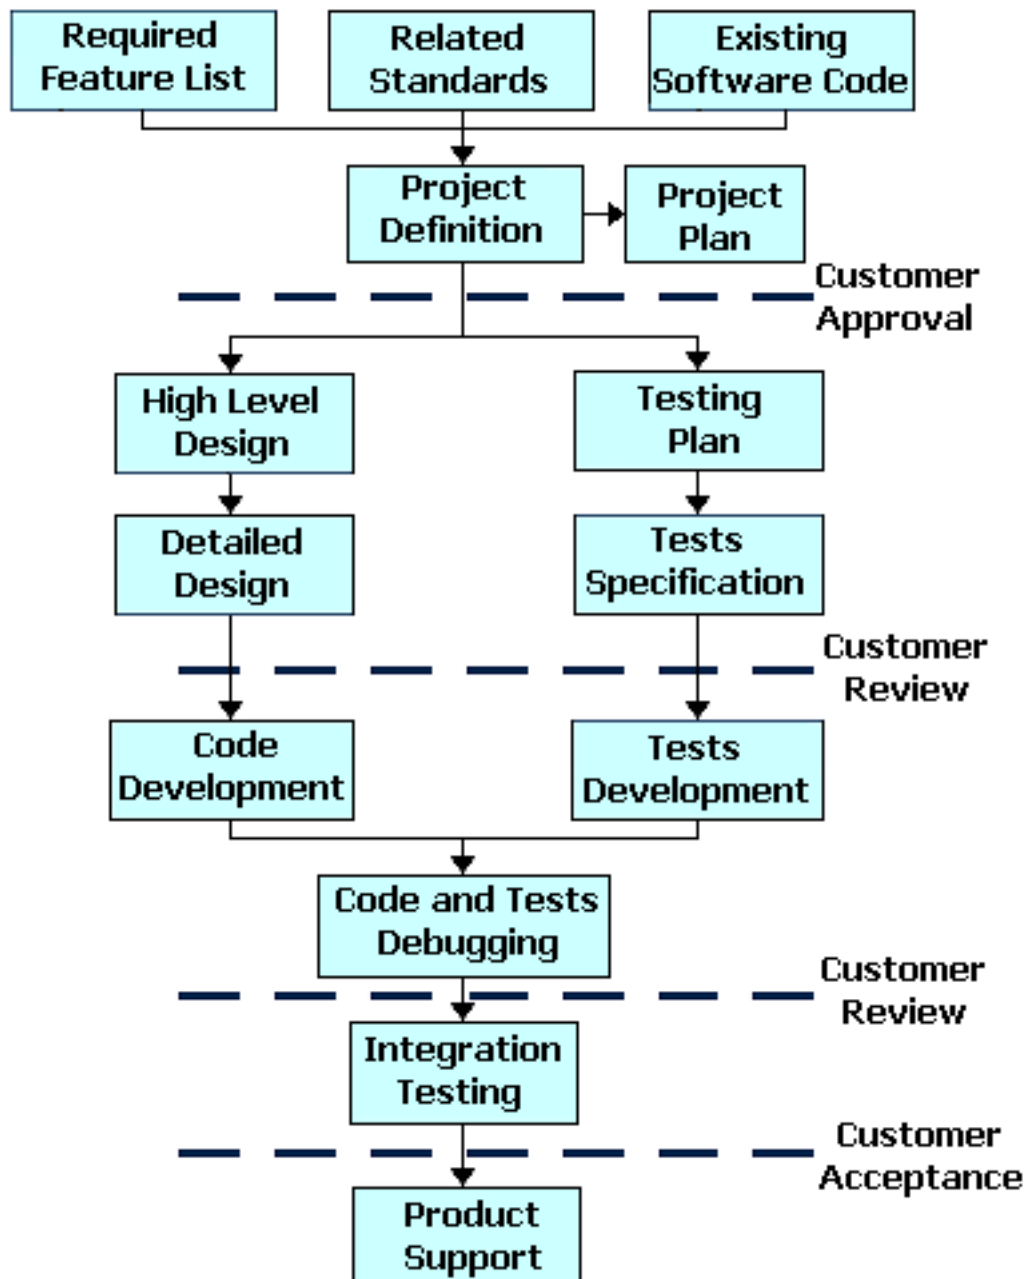 Required
Feature List
Related
Standards
Existing
Software Code
Project
Definition
Project
Plan
Customer
Approval
High Level
Design
Testing
Plan
Detailed
Design
Tests
Specification
Customer
Review
Code
Development
Tests
Development
Code and Tests
Debugging
Customer
Review
Integration
Testing
Customer
Acceptance
Product
Support